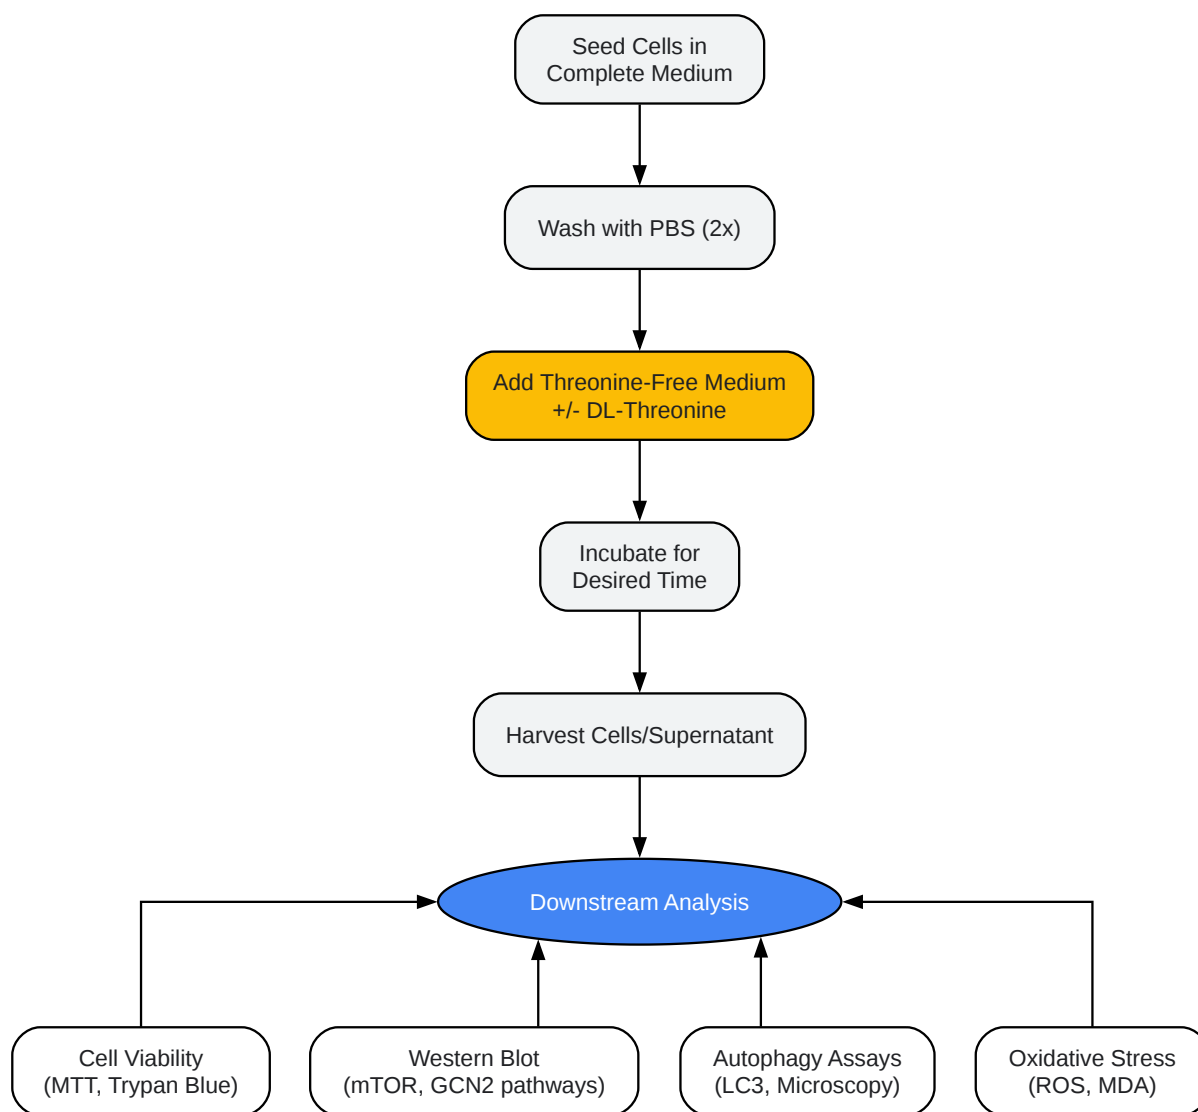 Seed Cells in
Complete Medium
Wash with PBS (2x)
Add Threonine-Free Medium
+/- DL-Threonine
Incubate for
Desired Time
Harvest Cells/Supernatant
Downstream Analysis
Cell Viability
(MTT, Trypan Blue)
Western Blot
(mTOR, GCN2 pathways)
Autophagy Assays
(LC3, Microscopy)
Oxidative Stress
(ROS, MDA)